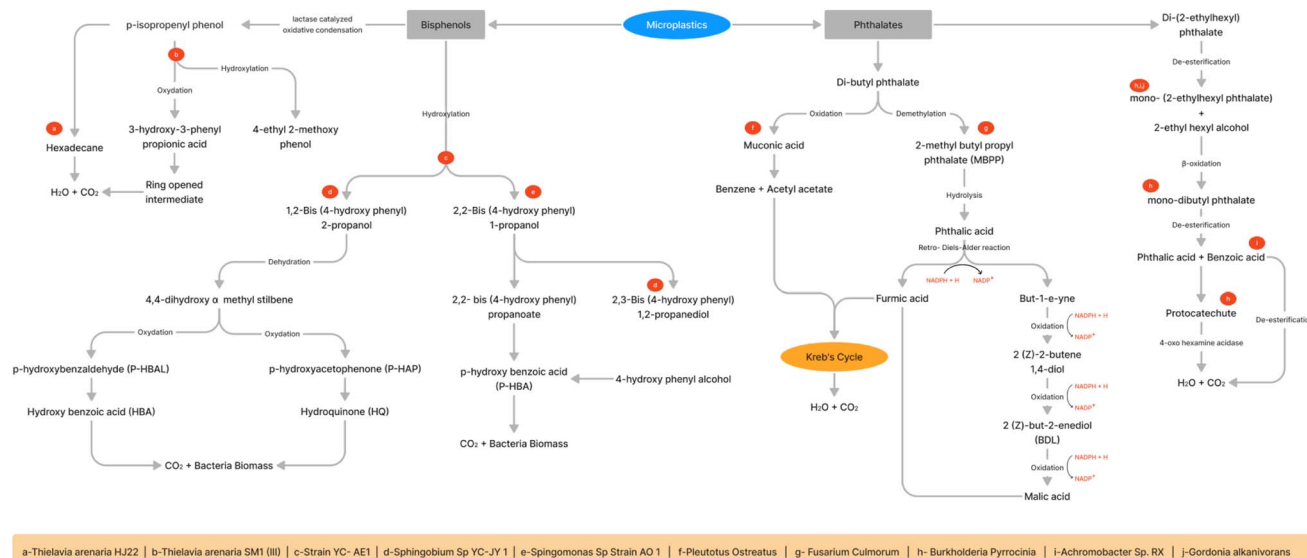 p-isopropenyl phenol
lactase catalyzed
oxidative condensation
Bisphenols
Microplastics
Phthalates
Di-(2-ethylhexyl)
phthalate
b
Hydroxylation
Oxydation
a
Hexadecane
3-hydroxy-3-phenyl
propionic acid
4-ethyl 2-methoxy
phenol
H2O + CO2
Ring opened
intermediate
Hydroxylation
c
d
1,2-Bis (4-hydroxy phenyl)
2-propanol
e
2,2-Bis (4-hydroxy phenyl)
1-propanol
Dehydration
4,4-dihydroxy α methyl stilbene
Oxydation
Oxydation
p-hydroxybenzaldehyde (P-HBAL)
p-hydroxyacetophenone (P-HAP)
Hydroxy benzoic acid (HBA)
Hydroquinone (HQ)
CO2 + Bacteria Biomass
2,2- bis (4-hydroxy phenyl)
propanoate
d
2,3-Bis (4-hydroxy phenyl)
1,2-propanediol
p-hydroxy benzoic acid
(P-HBA)
4-hydroxy phenyl alcohol
CO2 + Bacteria Biomass
Di-butyl phthalate
Oxidation
Demethylation
f
Muconic acid
g
2-methyl butyl propyl
phthalate (MBPP)
Benzene + Acetyl acetate
Hydrolysis
Phthalic acid
Retro- Diels-Alder reaction
NADPH + H
NADP+
Furmic acid
But-1-e-yne
Oxidation
NADPH + H
NADP+
Kreb's Cycle
2 (Z)-2-butene
1,4-diol
H2O + CO2
Oxidation
NADPH + H
NADP+
2 (Z)-but-2-enediol
(BDL)
Oxidation
NADPH + H
NADP+
Malic acid
De-esterification
mono- (2-ethylhexyl phthalate)
+
2-ethyl hexyl alcohol
β-oxidation
h
mono-dibutyl phthalate
De-esterification
i
Phthalic acid + Benzoic acid
h
Protocatechute
De-esterification
4-oxo hexamine acidase
H2O + CO2
a-Thielavia arenaria HJ22 | b-Thielavia arenaria SM1 (III) | c-Strain YC- AE1 | d-Sphingobium Sp YC-JY 1 | e-Spingomonas Sp Strain AO 1 | f-Pleutotus Ostreatus | g- Fusarium Culmorum | h- Burkholderia Pyrrocinia | i-Achromobacter Sp. RX | j-Gordonia alkanivorans